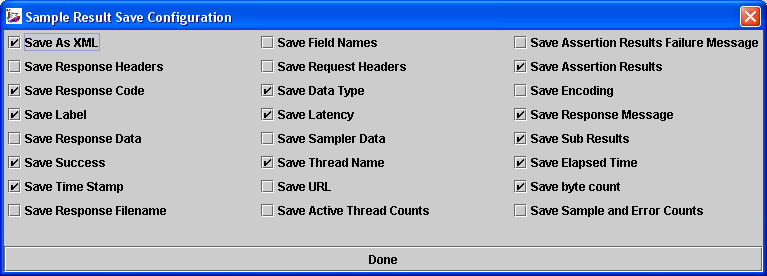 Sample Result Save Configuration
Save As XML Save Field Names Save Assertion Results Failure Message
Save Response Headers Save Request Headers Save Assertion Results
Save Response Code Save Data Type Save Encoding
Save Label Save Latency Save Response Message
Save Response Data Save Sampler Data Save Sub Results
Save Success Save Thread Name Save Elapsed Time
Save Time Stamp Save URL Save byte count
Save Response Filename Save Active Thread Counts Save Sample and Error Counts
Done